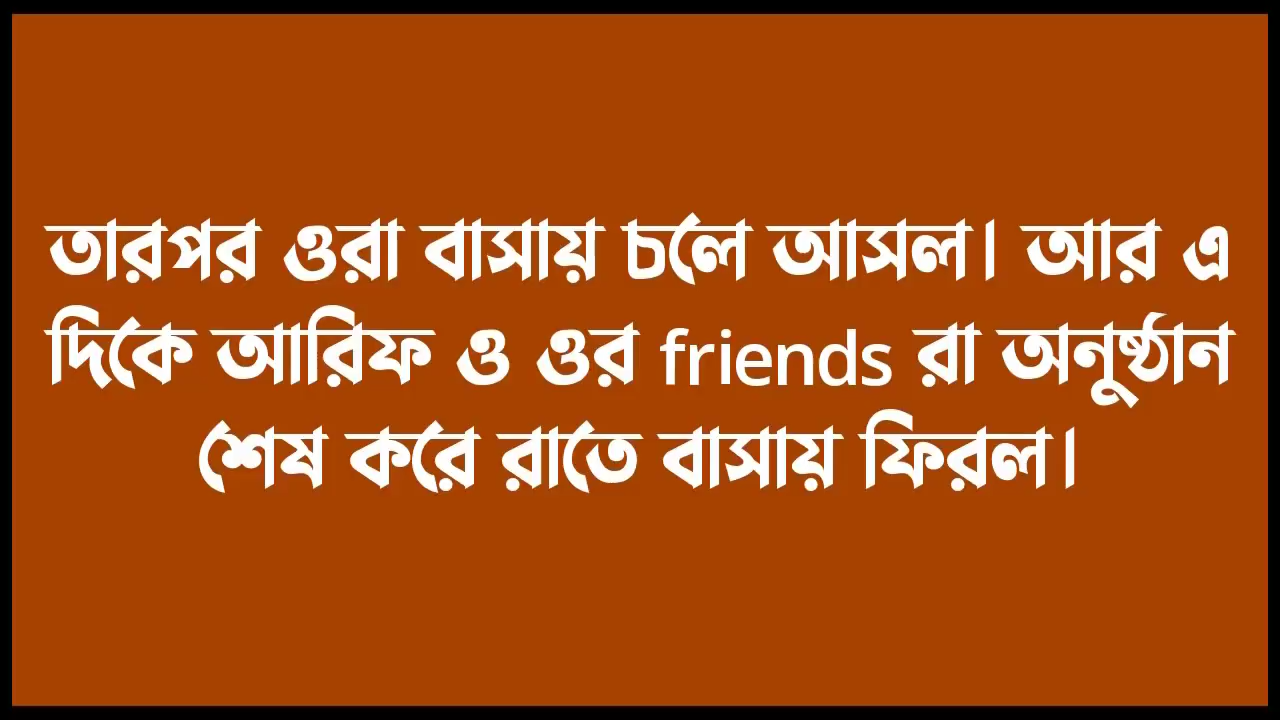 তারপর ওরা বাসায় চলে আসল। আর এ
দিকে আরিফ ও ওর friends রা অনুষ্ঠান
শেষ করে রাতে বাসায় ফিরল।